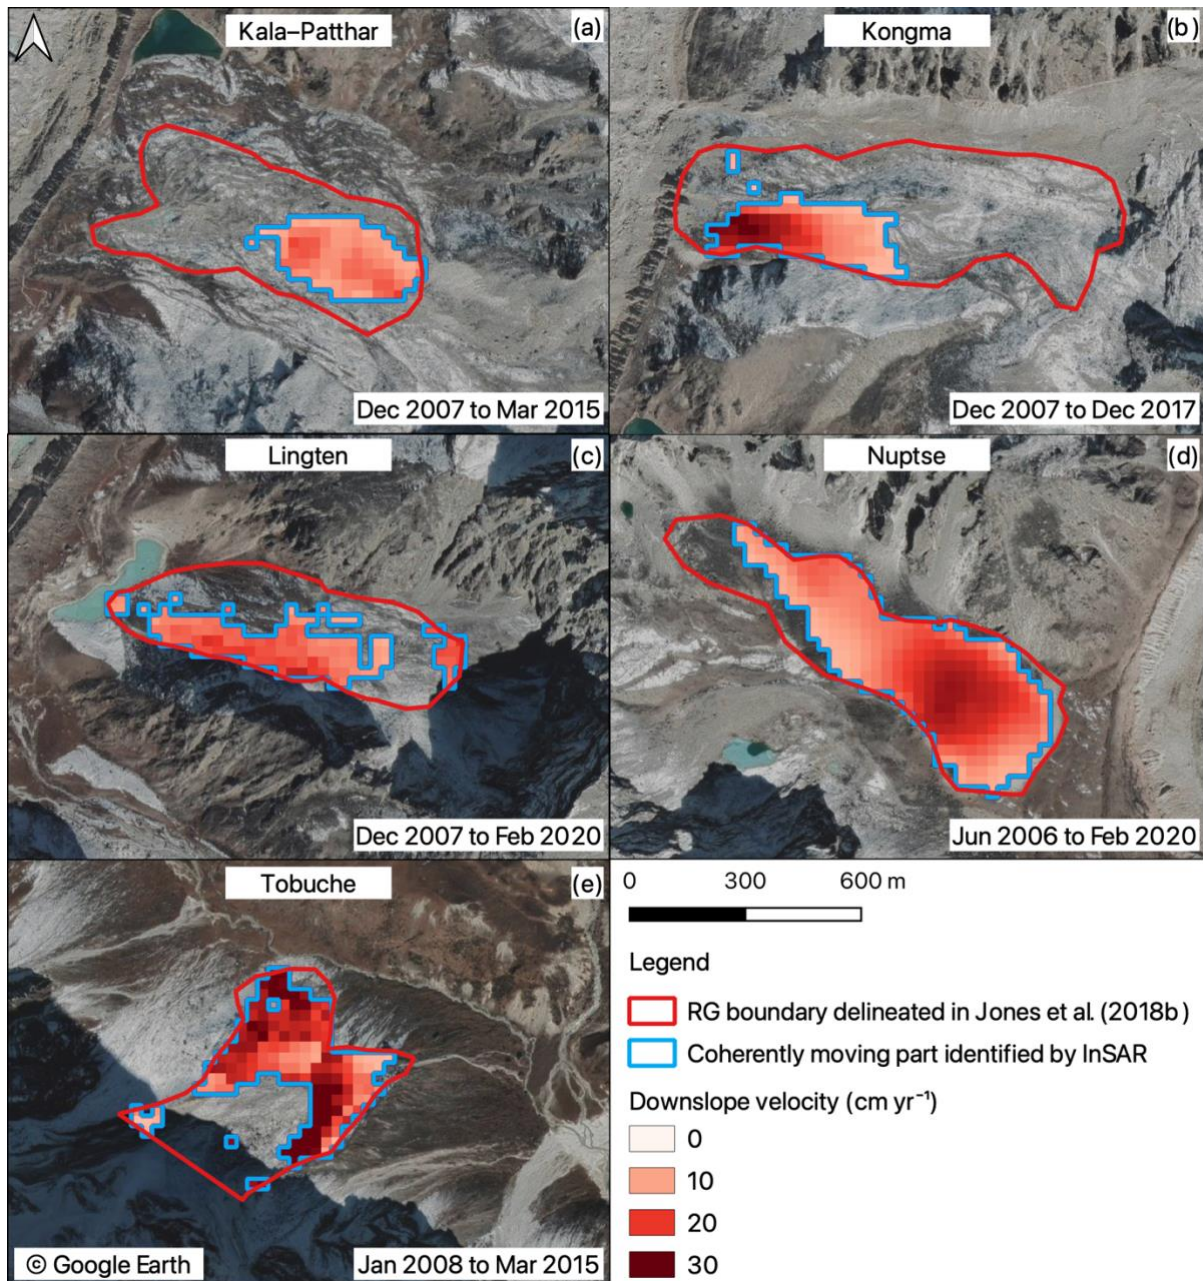 Kala–Patthar
(a)
Dec 2007 to Mar 2015
Kongma
(b)
Dec 2007 to Dec 2017
Lingten
(c)
Dec 2007 to Feb 2020
Nuptse
(d)
Jun 2006 to Feb 2020
Tobuche
(e)
© Google Earth
Jan 2008 to Mar 2015
0 300 600 m
Legend
RG boundary delineated in Jones et al. (2018b)
Coherently moving part identified by InSAR
Downslope velocity (cm yr⁻¹)
0
10
20
30